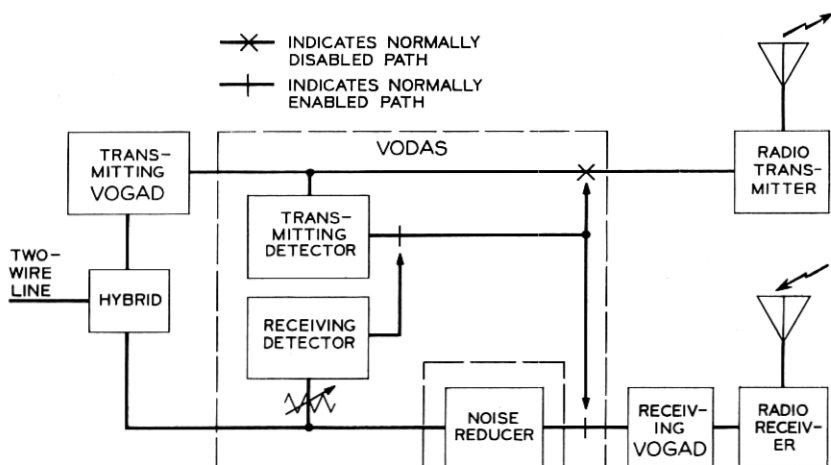 INDICATES NORMALLY
DISABLED PATH
INDICATES NORMALLY
ENABLED PATH
VODAS
TRANS-
MITTING
VOGAD
RADIO
TRANS-
MITTER
TRANS-
MITTING
DETECTOR
TWO-
WIRE
LINE
HYBRID
RECEIVING
DETECTOR
NOISE
REDUCER
RECEIV-
ING
VOGAD
RADIO
RECEIV-
ER